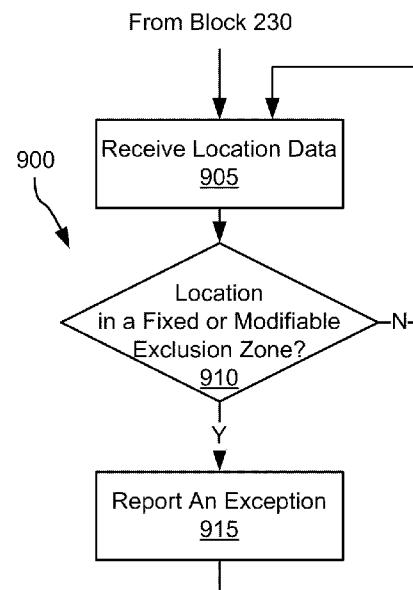 From Block 230
900
Receive Location Data
905
Location
in a Fixed or Modifiable
Exclusion Zone?
910
N
Y
Report An Exception
915